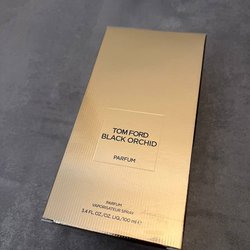 TOM FORD
BLACK ORCHID
PARFUM
PARFUM
VAPORISATEUR SPRAY
3.4 FL.OZ./OZ. LIQ./100 ml ℮